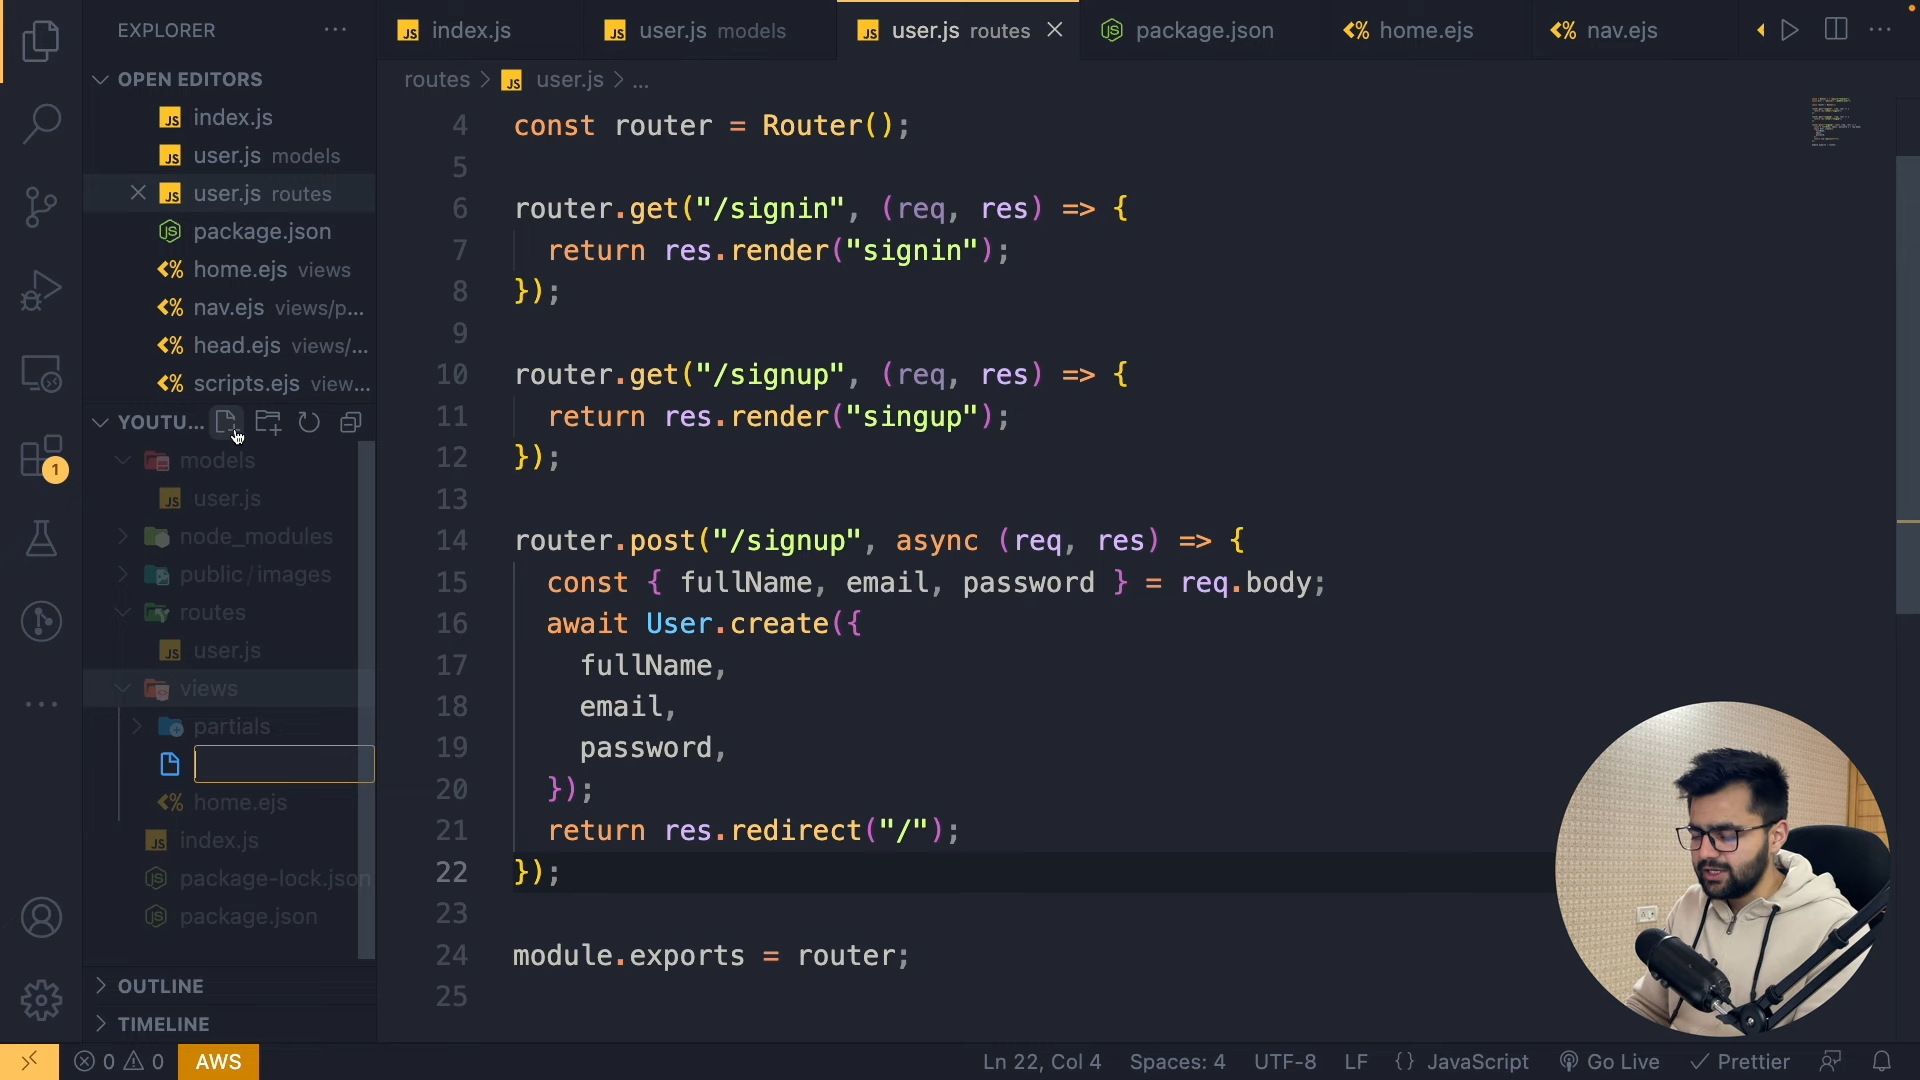 EXPLORER
index.js
user.js models
user.js routes
package.json
home.ejs
nav.ejs
OPEN EDITORS
index.js
user.js models
user.js routes
package.json
home.ejs views
nav.ejs views/p...
head.ejs views/...
scripts.ejs view...
YOUTU...
models
user.js
node_modules
public/images
routes
user.js
views
partials
home.ejs
index.js
package-lock.json
package.json
OUTLINE
TIMELINE
1
routes > JS user.js > ...
4 const router = Router();
5
6 router.get("/signin", (req, res) => {
7 return res.render("signin");
8 });
9
10 router.get("/signup", (req, res) => {
11 return res.render("singup");
12 });
13
14 router.post("/signup", async (req, res) => {
15 const { fullName, email, password } = req.body;
16 await User.create({
17 fullName,
18 email,
19 password,
20 });
21 return res.redirect("/");
22 });
23
24 module.exports = router;
25
0 0 AWS Ln 22, Col 4 Spaces: 4 UTF-8 LF {} JavaScript Go Live Prettier